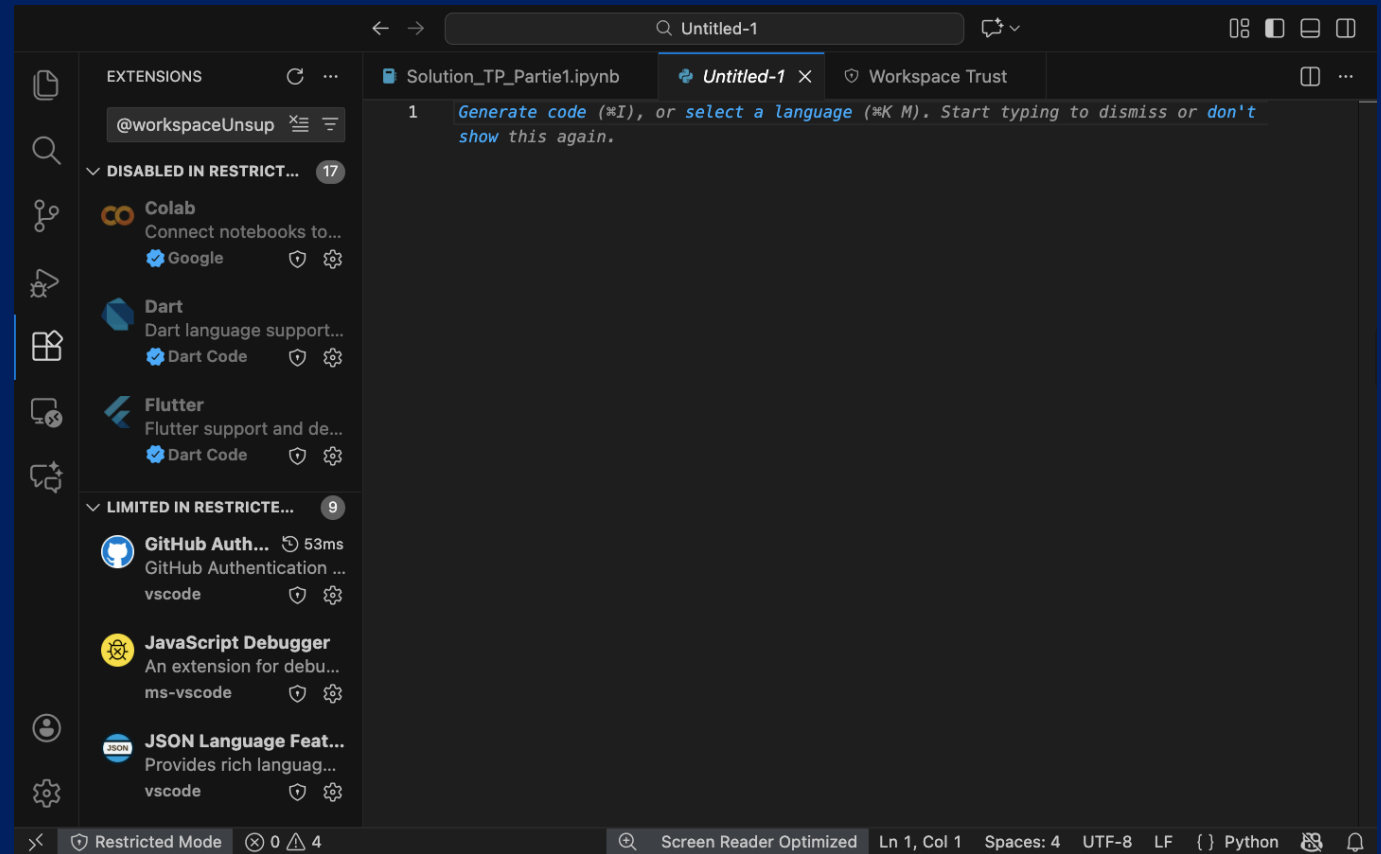 Untitled-1
EXTENSIONS
Solution_TP_Partie1.ipynb
Untitled-1
Workspace Trust
@workspaceUnsup
DISABLED IN RESTRICT... 17
Colab
Connect notebooks to...
Google
Dart
Dart language support...
Dart Code
Flutter
Flutter support and de...
Dart Code
LIMITED IN RESTRICTE... 9
GitHub Auth... 53ms
GitHub Authentication ...
vscode
JavaScript Debugger
An extension for debu...
ms-vscode
JSON
JSON Language Feat...
Provides rich languag...
vscode
1 Generate code (⌘I), or select a language (⌘K M). Start typing to dismiss or don't
show this again.
Restricted Mode 0 4 Screen Reader Optimized Ln 1, Col 1 Spaces: 4 UTF-8 LF { } Python